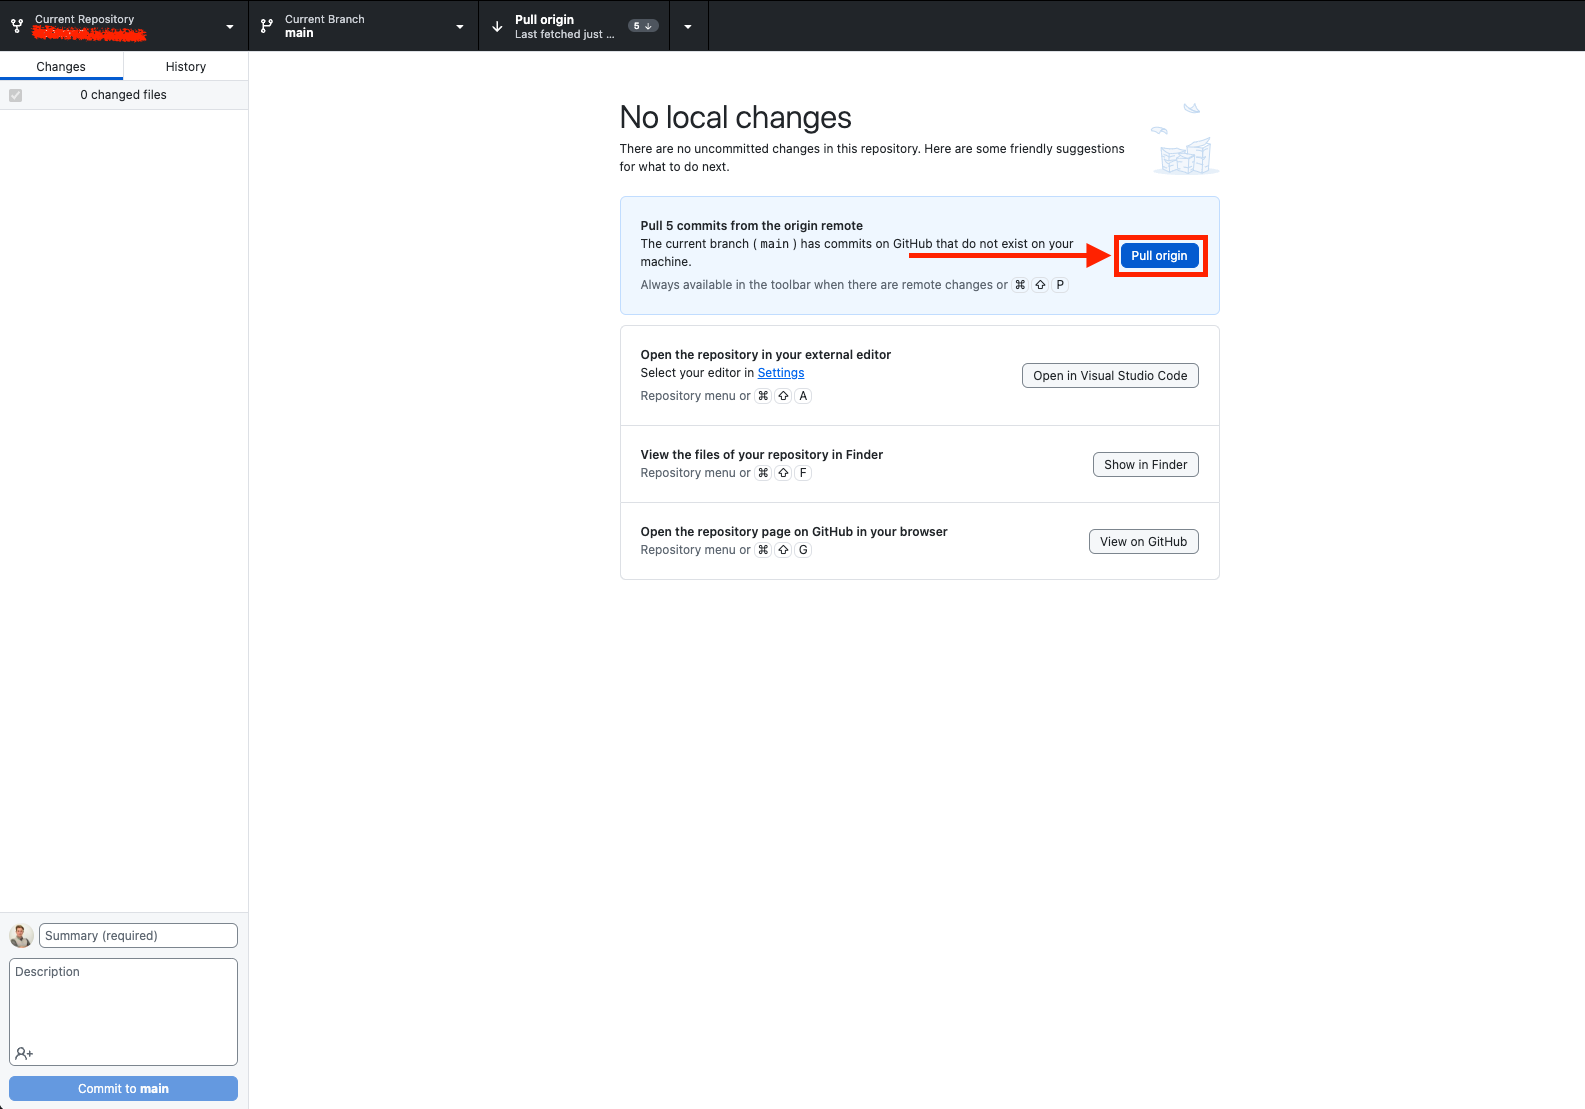 Current Repository
Current Branch
main
Pull origin
Last fetched just ...
5 ↓
Changes
History
0 changed files
No local changes
There are no uncommitted changes in this repository. Here are some friendly suggestions
for what to do next.
Pull 5 commits from the origin remote
The current branch ( main ) has commits on GitHub that do not exist on your
machine.
Always available in the toolbar when there are remote changes or ⌘ ⇧ P
Pull origin
Open the repository in your external editor
Select your editor in Settings
Repository menu or ⌘ ⇧ A
Open in Visual Studio Code
View the files of your repository in Finder
Repository menu or ⌘ ⇧ F
Show in Finder
Open the repository page on GitHub in your browser
Repository menu or ⌘ ⇧ G
View on GitHub
Summary (required)
Description
Commit to main